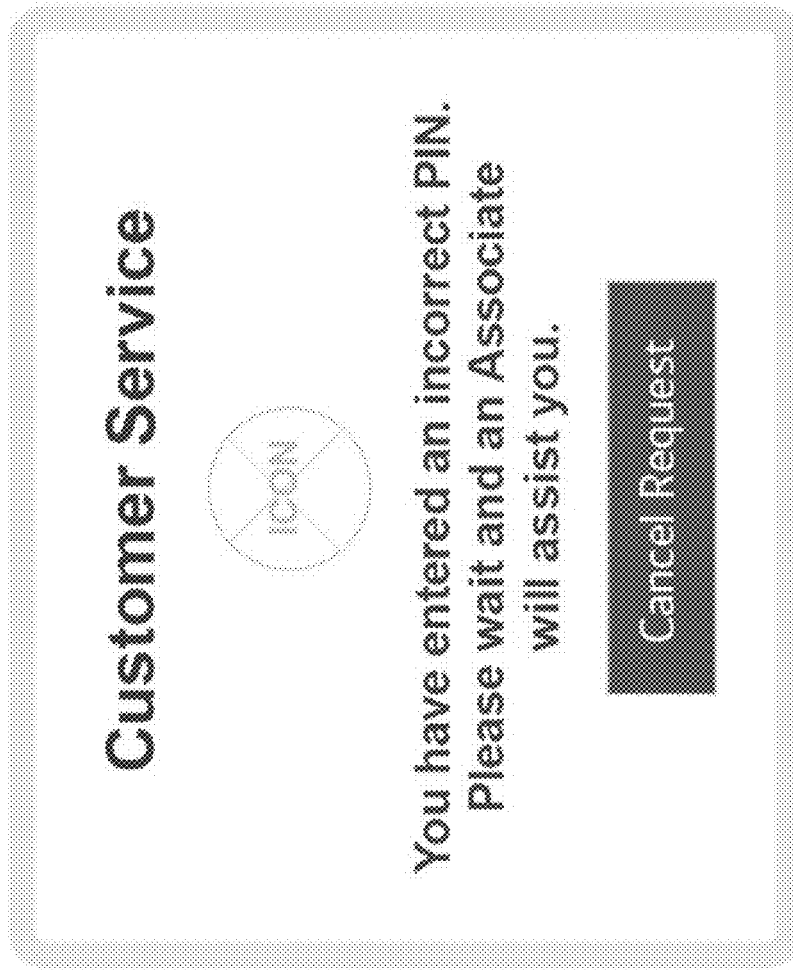 Customer Service
ICON
You have entered an incorrect PIN.
Please wait and an Associate
will assist you.
Cancel Request